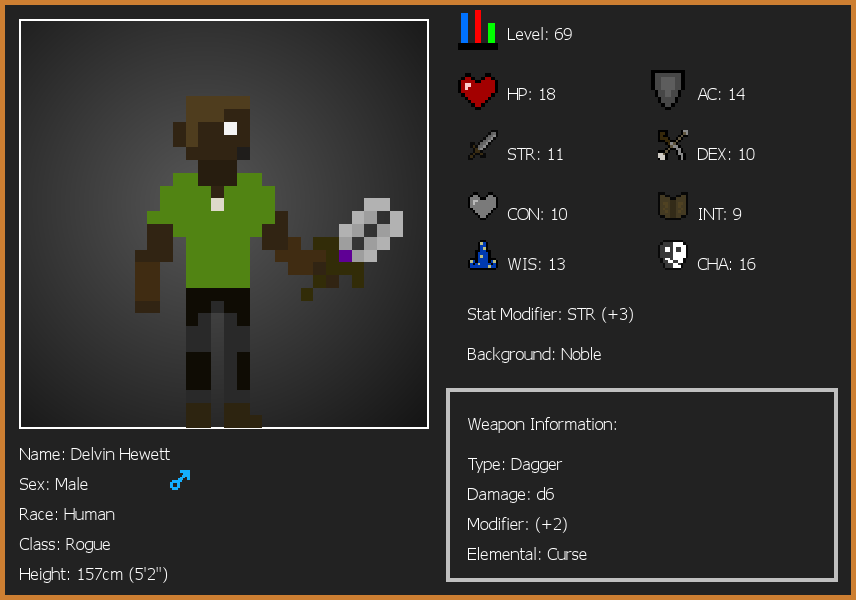 Level: 69
HP: 18
AC: 14
STR: 11
DEX: 10
CON: 10
INT: 9
WIS: 13
CHA: 16
Stat Modifier: STR (+3)
Background: Noble
Weapon Information:
Type: Dagger
Damage: d6
Modifier: (+2)
Elemental: Curse
Name: Delvin Hewett
Sex: Male
Race: Human
Class: Rogue
Height: 157cm (5'2")